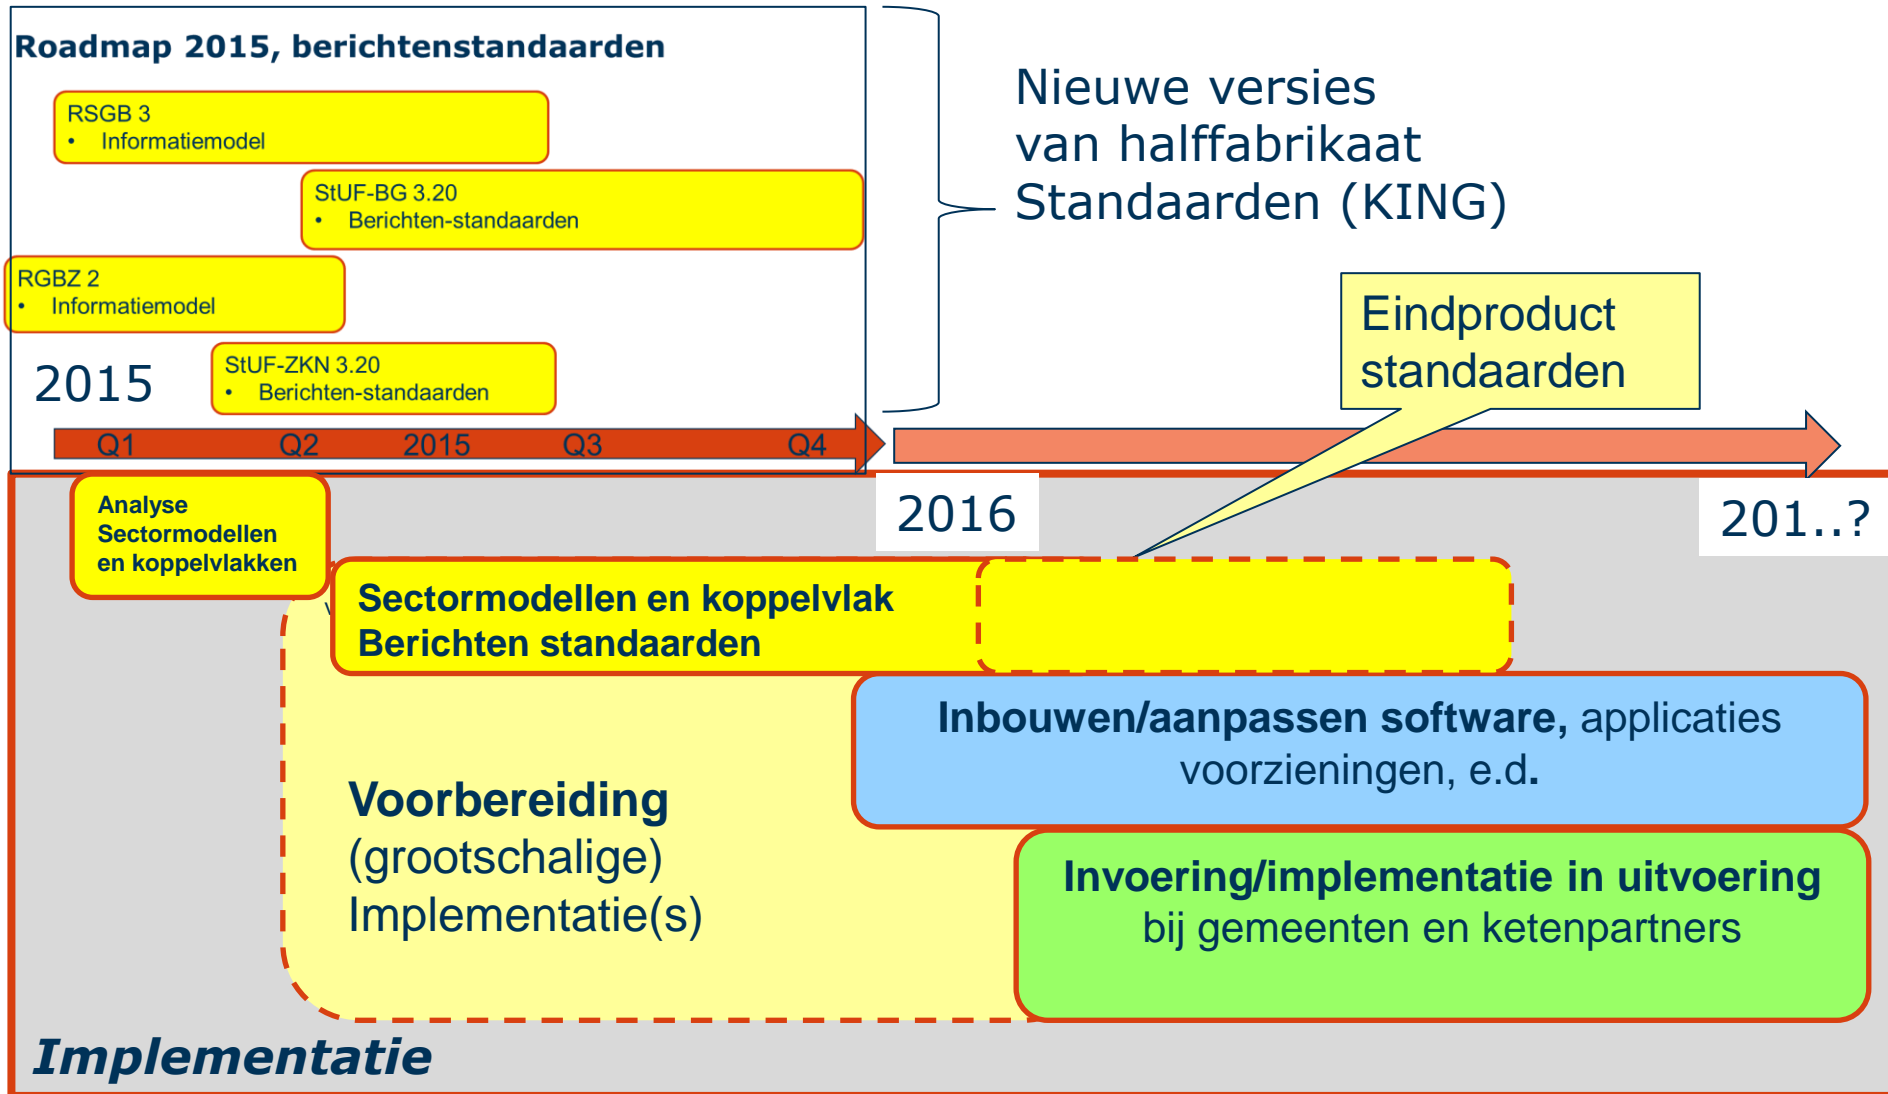 Roadmap 2015, berichtenstandaarden
RSGB 3
• Informatiemodel
StUF-BG 3.20
• Berichten-standaarden
RGBZ 2
• Informatiemodel
StUF-ZKN 3.20
• Berichten-standaarden
2015
Q1 Q2 2015 Q3 Q4
Nieuwe versies
van halffabrikaat
Standaarden (KING)
Eindproduct
standaarden
2016
201..?
Analyse
Sectormodellen
en koppelvlakken
Sectormodellen en koppelvlak
Berichten standaarden
Inbouwen/aanpassen software, applicaties
voorzieningen, e.d.
Voorbereiding
(grootschalige)
Implementatie(s)
Invoering/implementatie in uitvoering
bij gemeenten en ketenpartners
Implementatie